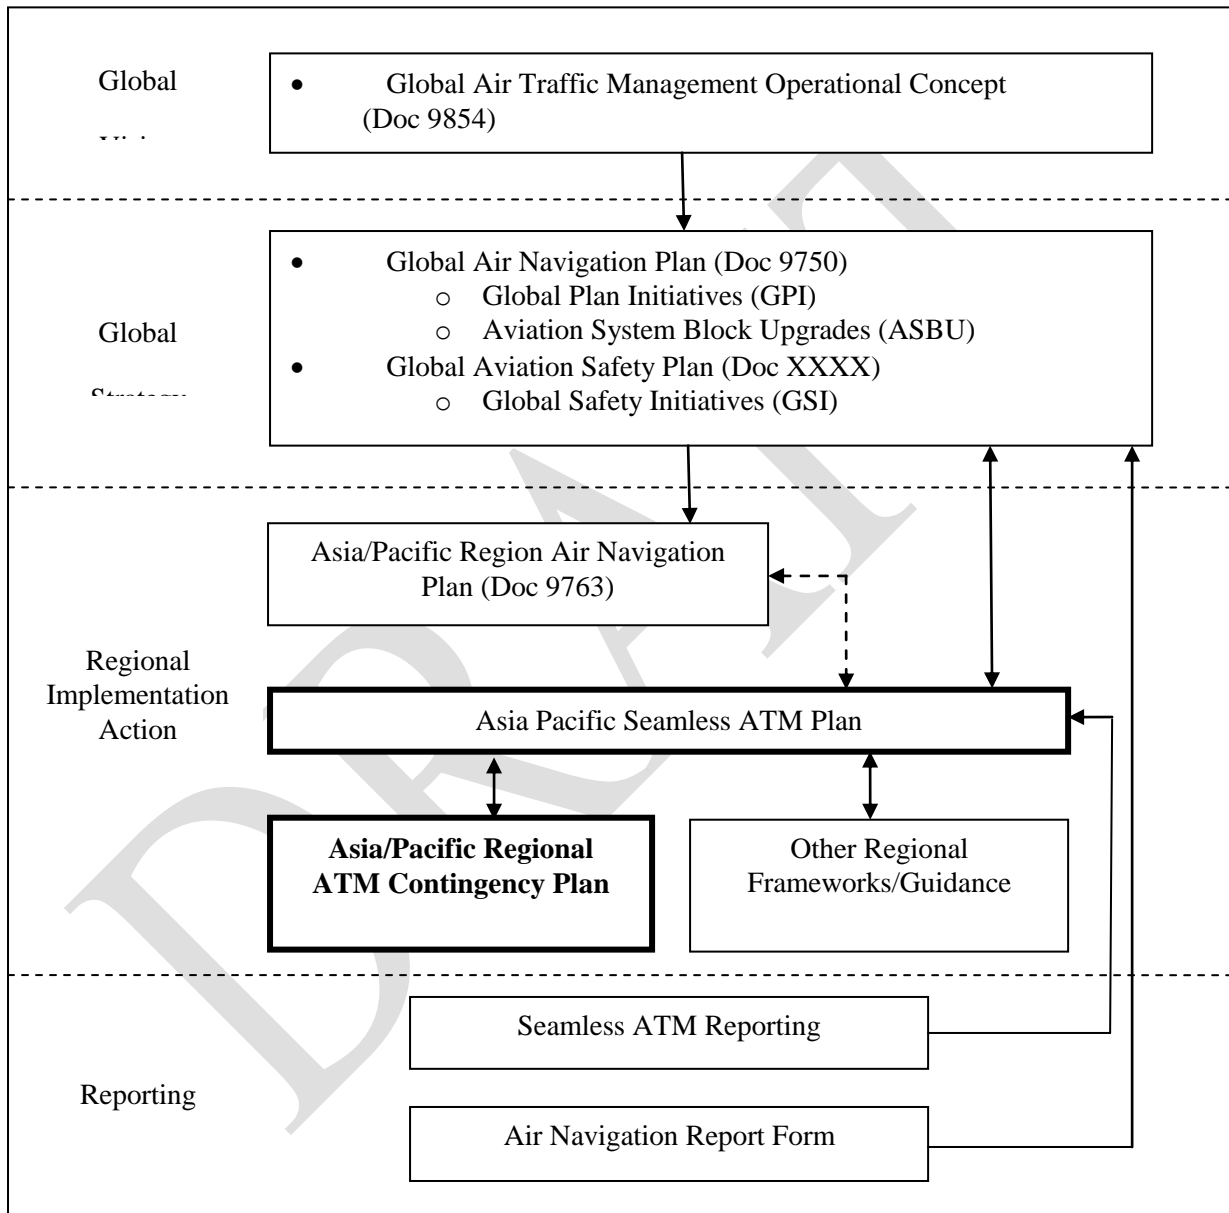 Global
• Global Air Traffic Management Operational Concept
(Doc 9854)
• Global Air Navigation Plan (Doc 9750)
o Global Plan Initiatives (GPI)
o Aviation System Block Upgrades (ASBU)
• Global Aviation Safety Plan (Doc XXXX)
o Global Safety Initiatives (GSI)
Global
Strategy
Asia/Pacific Region Air Navigation
Plan (Doc 9763)
Regional
Implementation
Action
Asia Pacific Seamless ATM Plan
Asia/Pacific Regional
ATM Contingency Plan
Other Regional
Frameworks/Guidance
Seamless ATM Reporting
Reporting
Air Navigation Report Form
DRAFT